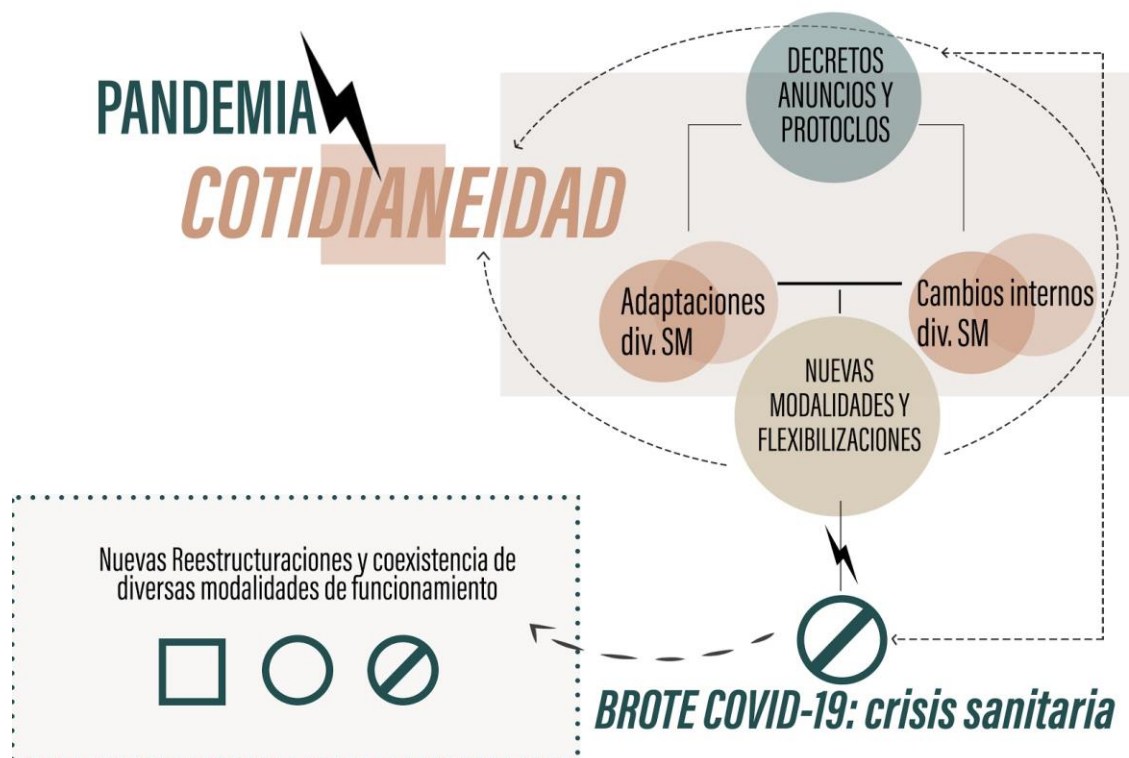 PANDEMIA
COTIDIANEIDAD
DECRETOS
ANUNCIOS Y
PROTOCLOS
Adaptaciones
div. SM
Cambios internos
div. SM
NUEVAS
MODALIDADES Y
FLEXIBILIZACIONES
Nuevas Reestructuraciones y coexistencia de
diversas modalidades de funcionamiento
BROTE COVID-19: crisis sanitaria